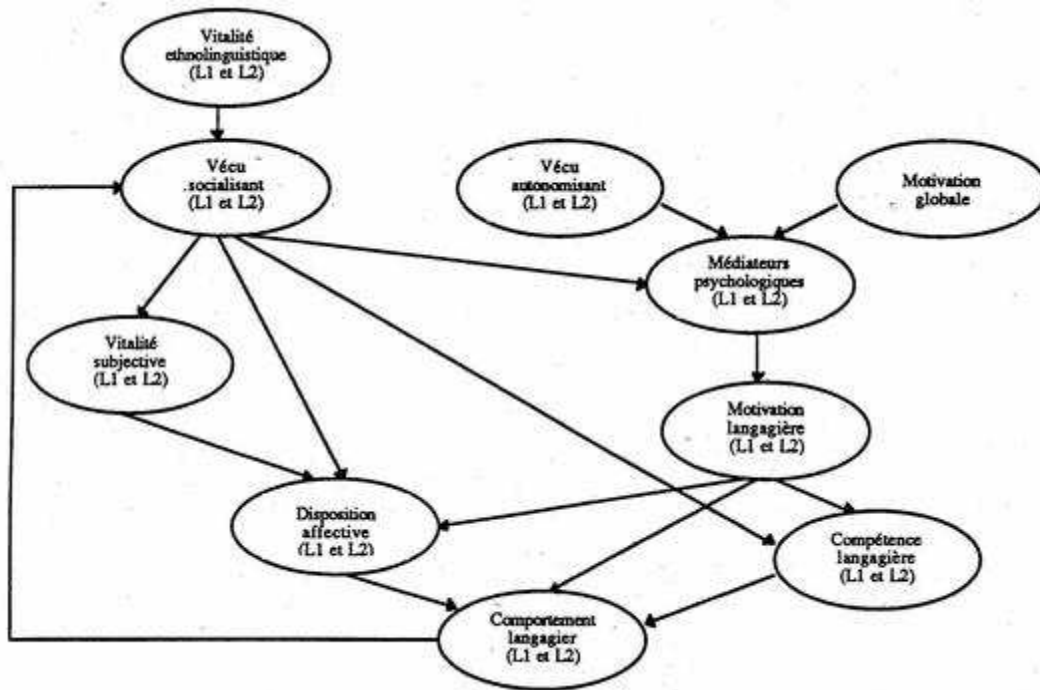 Vitalité
ethnolinguistique
(L1 et L2)
Vécu
.socialisant
(L1 et L2)
Vécu
autonomisant
(L1 et L2)
Motivation
globale
Médiateurs
psychologiques
(L1 et L2)
Vitalité
subjective
(L1 et L2)
Motivation
langagière
(L1 et L2)
Disposition
affective
(L1 et L2)
Compétence
langagière
(L1 et L2)
Comportement
langagier
(L1 et L2)